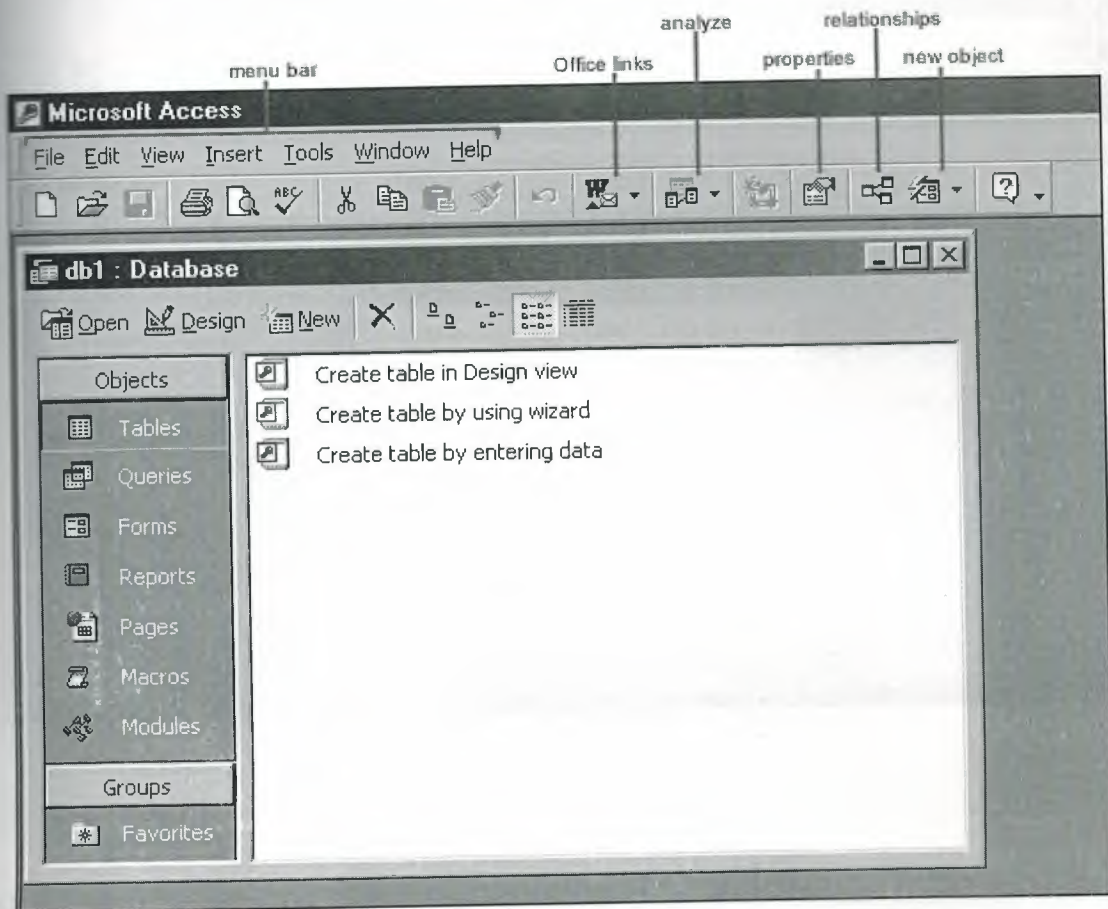 analyze relationships
menu bar Office links properties new object
Microsoft Access
File Edit View Insert Tools Window Help
ABC
W
db1 : Database
Open Design New
Objects
Create table in Design view
Create table by using wizard
Create table by entering data
Tables
Queries
Forms
Reports
Pages
Macros
Modules
Groups
Favorites